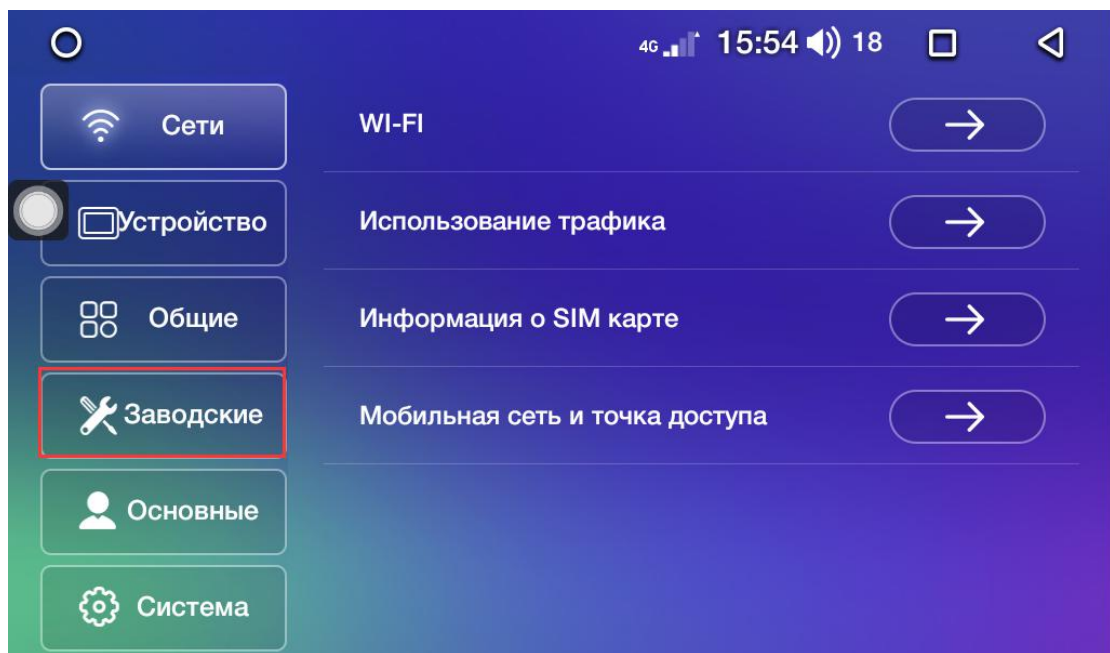 4G 15:54 18
Сети
WI-FI
Устройство
Использование трафика
Общие
Информация о SIM карте
Заводские
Мобильная сеть и точка доступа
Основные
Система